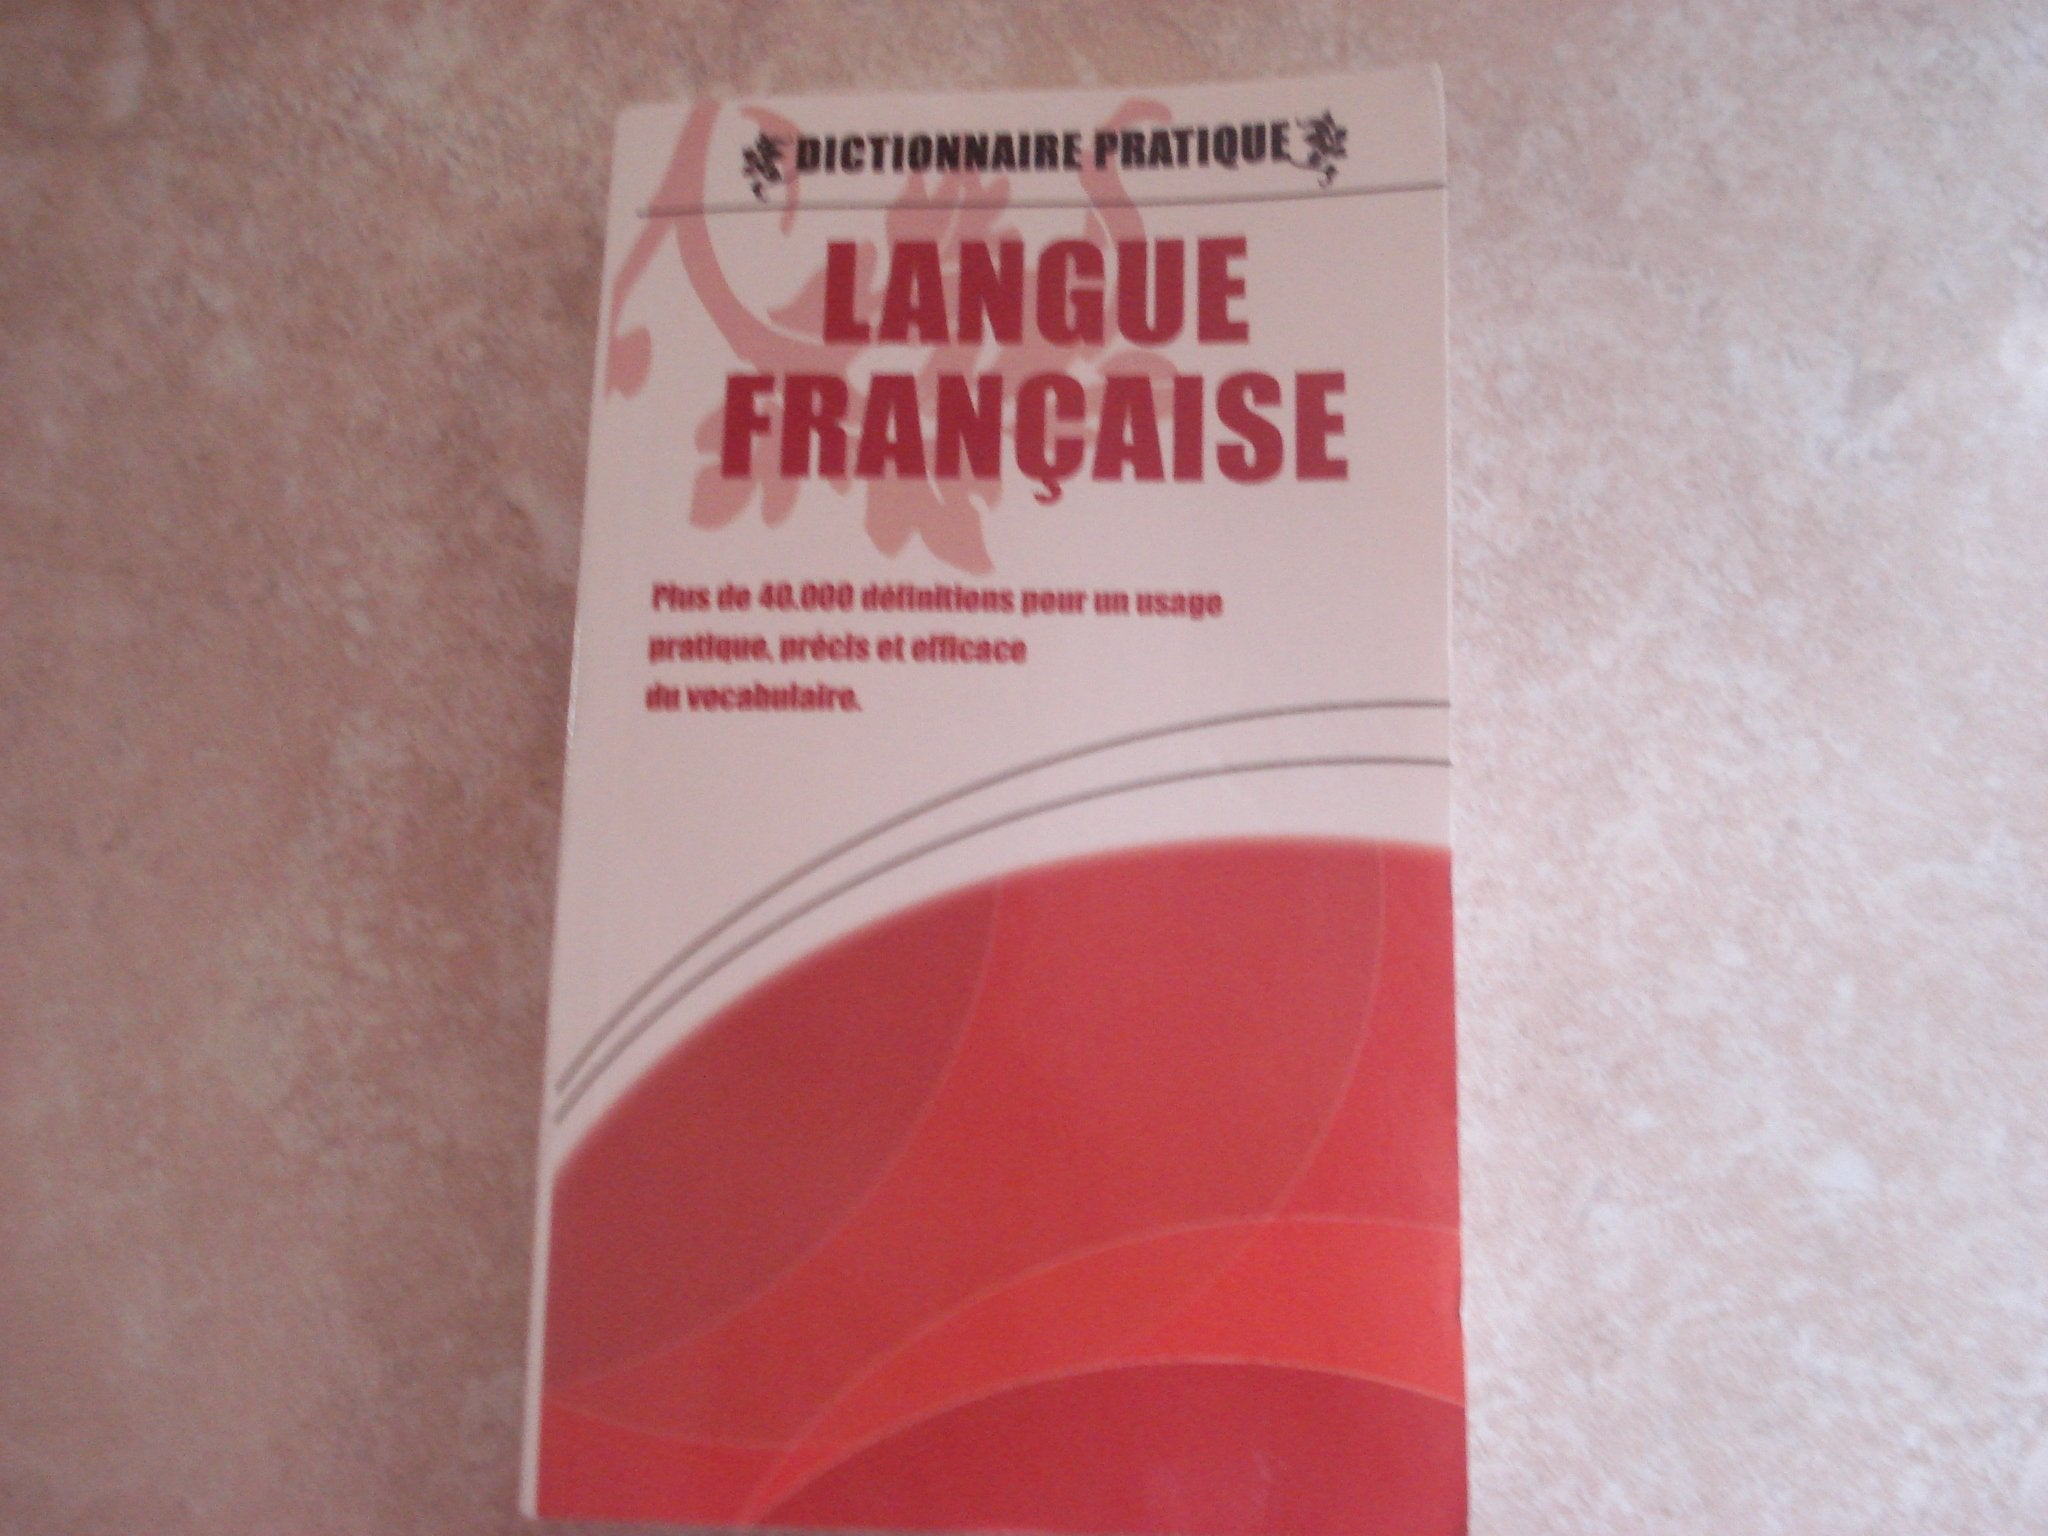 DICTIONNAIRE PRATIQUE
LANGUE
FRANÇAISE
Plus de 40.000 définitions pour un usage
pratique, précis et efficace
du vocabulaire.